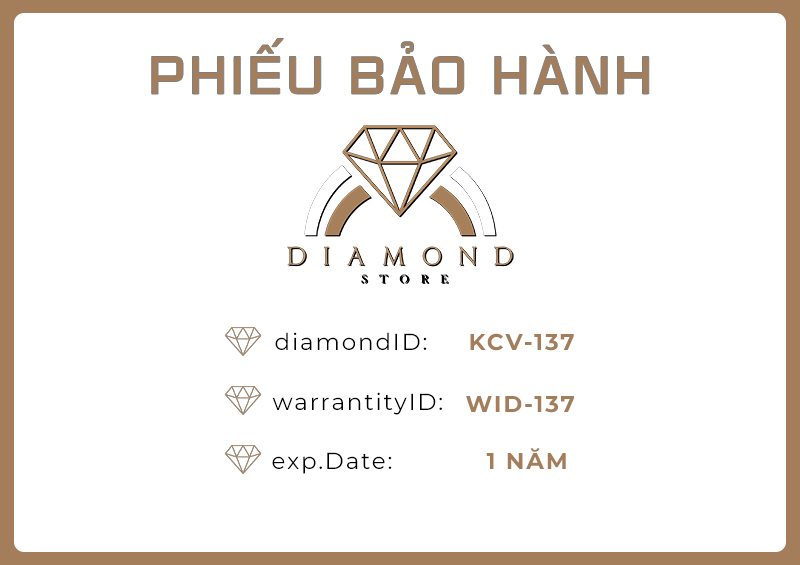 PHIẾU BẢO HÀNH
DIAMOND
STORE
diamondID: KCV-137
warrantityID: WID-137
exp.Date: 1 NĂM